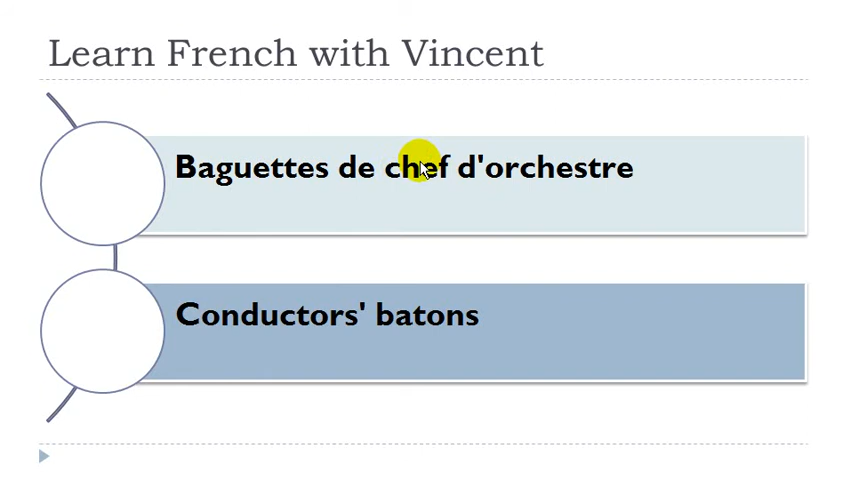 Learn French with Vincent
Baguettes de chef d'orchestre
Conductors' batons